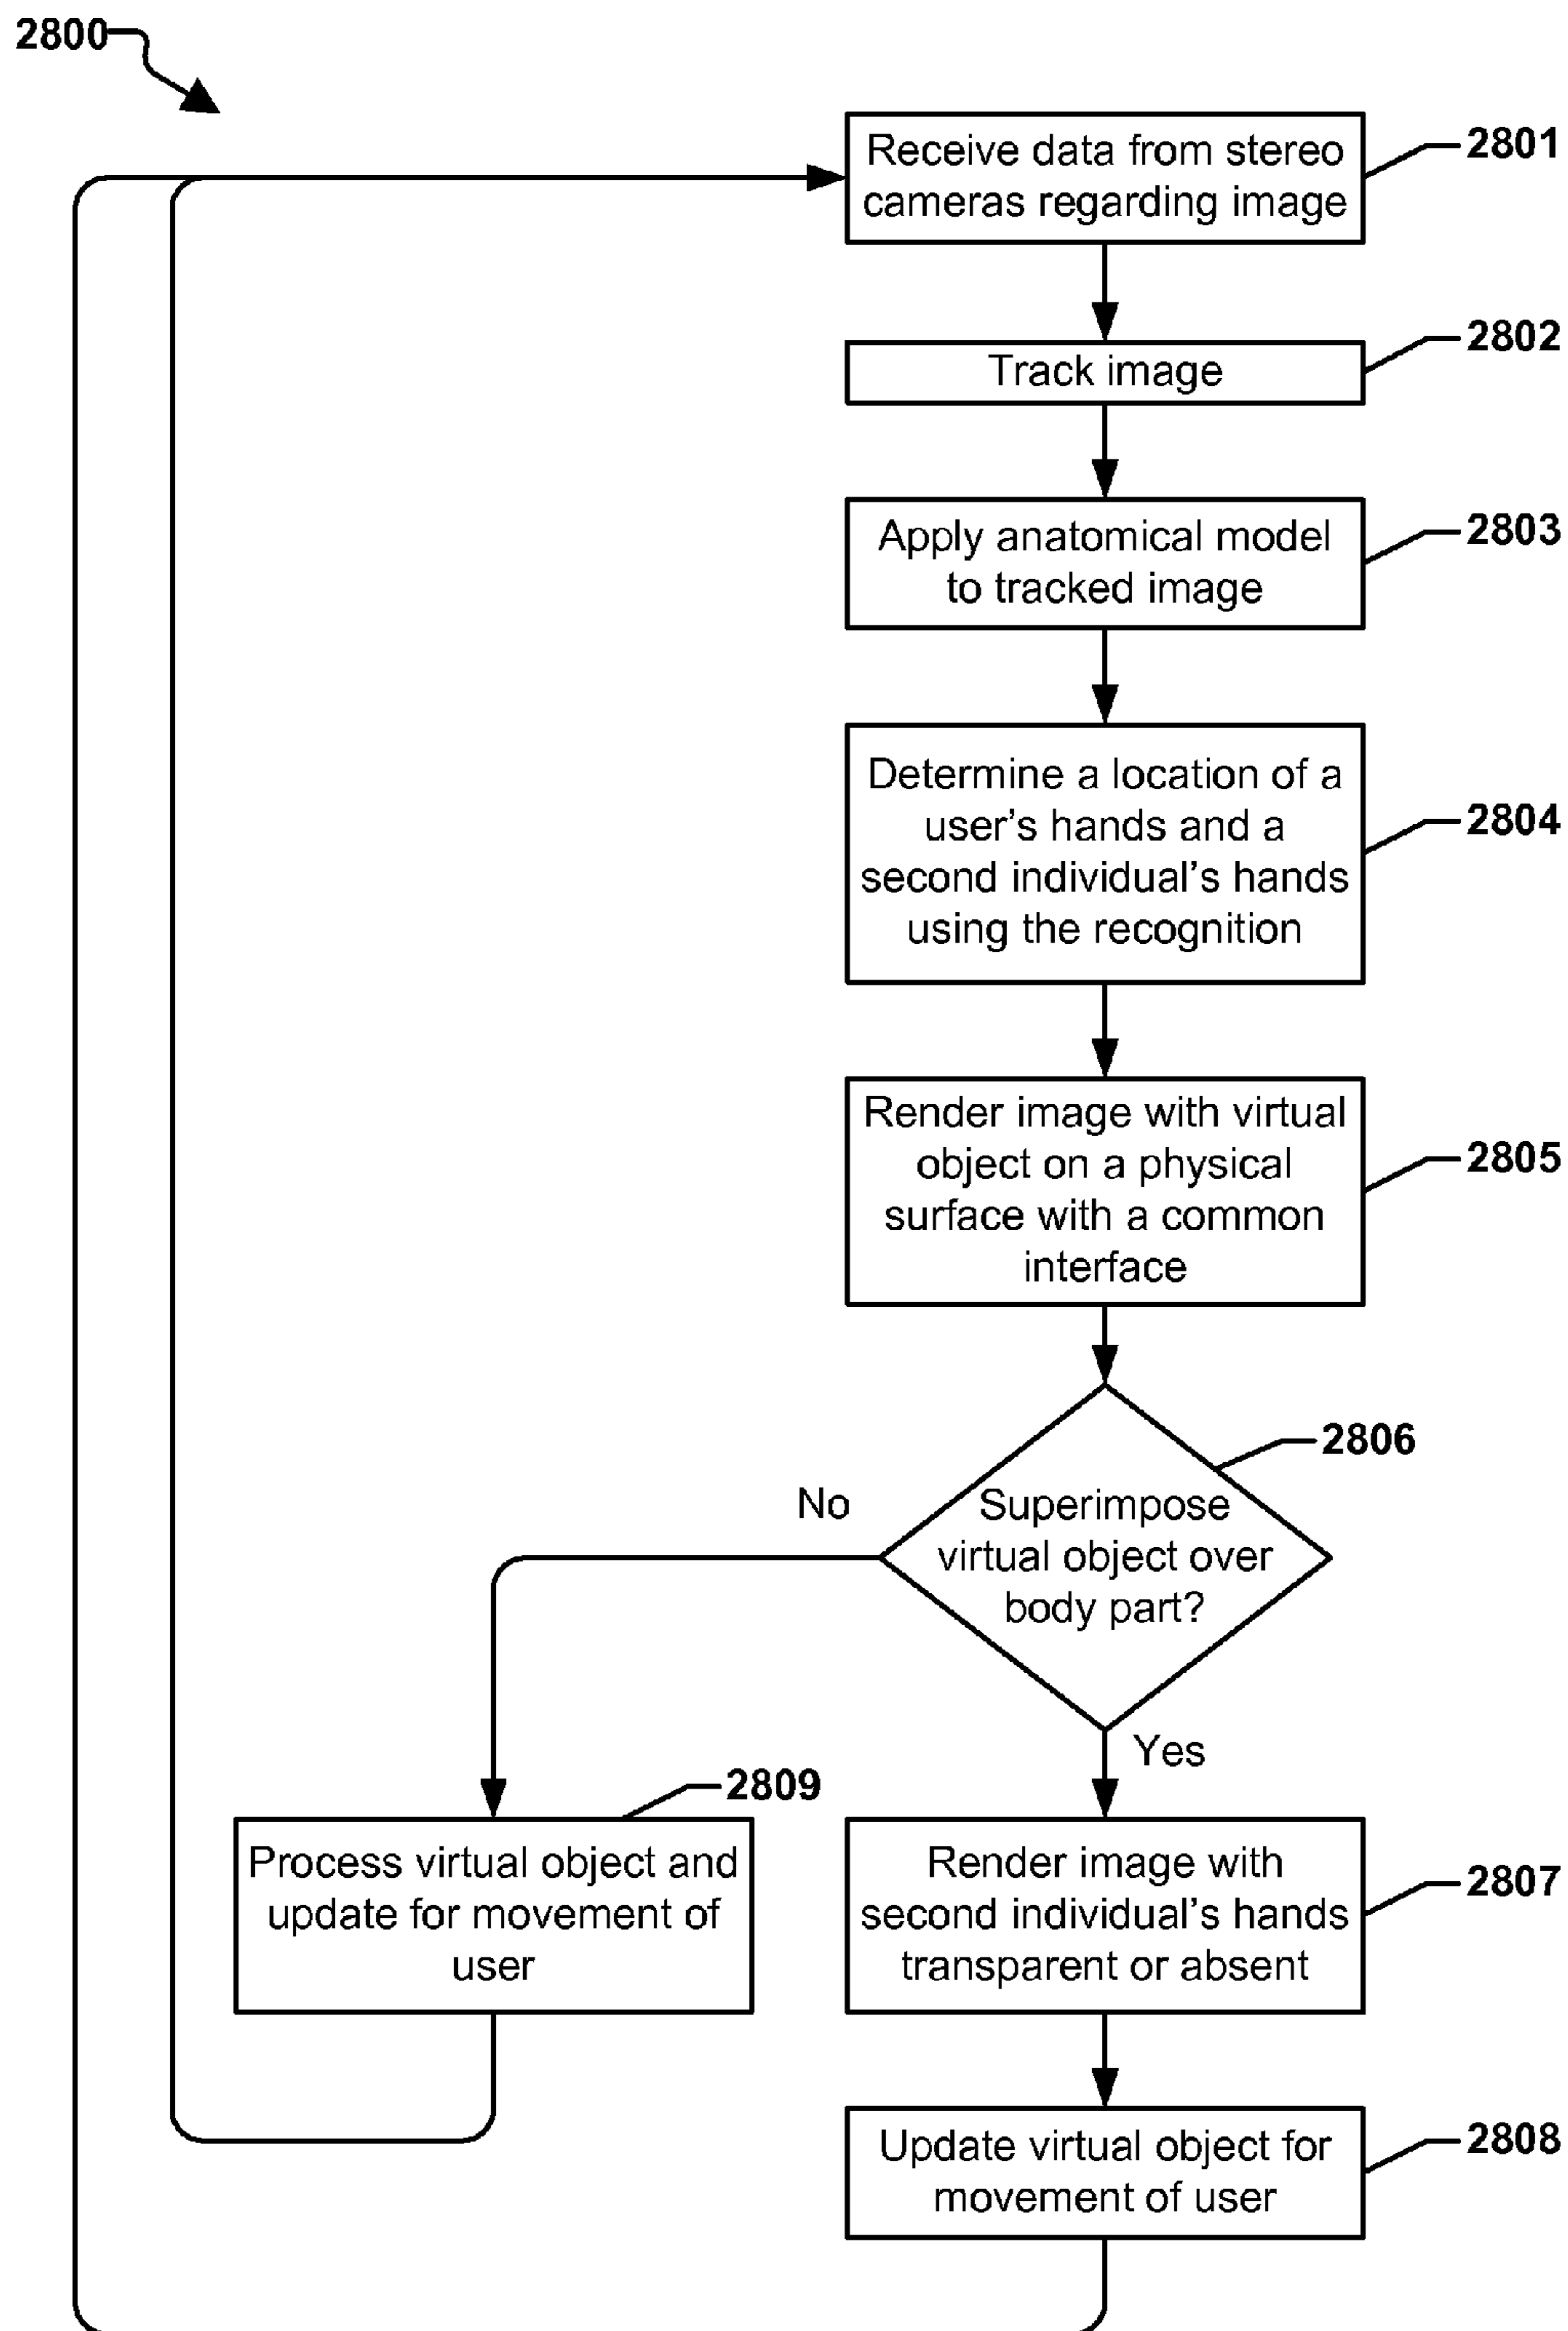 2800
Receive data from stereo
cameras regarding image
2801
Track image
2802
Apply anatomical model
to tracked image
2803
Determine a location of a
user's hands and a
second individual's hands
using the recognition
2804
Render image with virtual
object on a physical
surface with a common
interface
2805
2806
Superimpose
virtual object over
body part?
No
Yes
2809
Process virtual object and
update for movement of
user
Render image with
second individual's hands
transparent or absent
2807
Update virtual object for
movement of user
2808